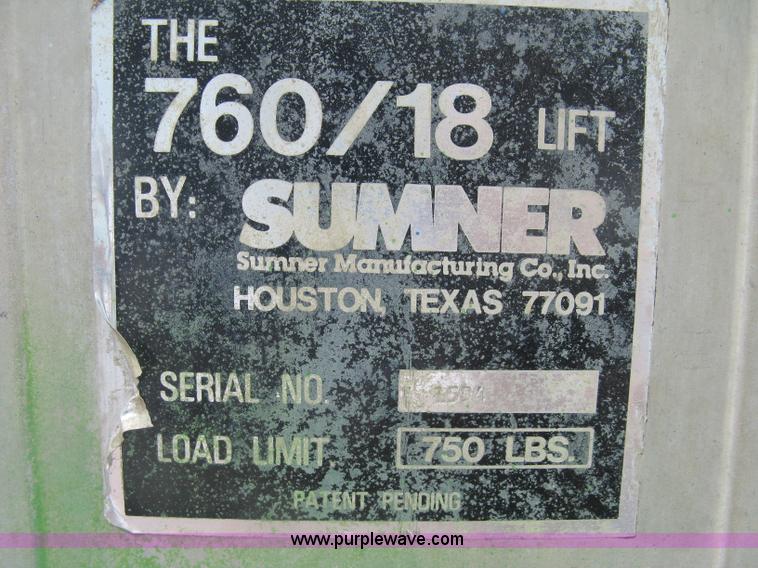 THE
760/18 LIFT
BY: SUMNER
Sumner Manufacturing Co., Inc.
HOUSTON, TEXAS 77091
SERIAL NO.
LOAD LIMIT 750 LBS.
PATENT PENDING
www.purplewave.com